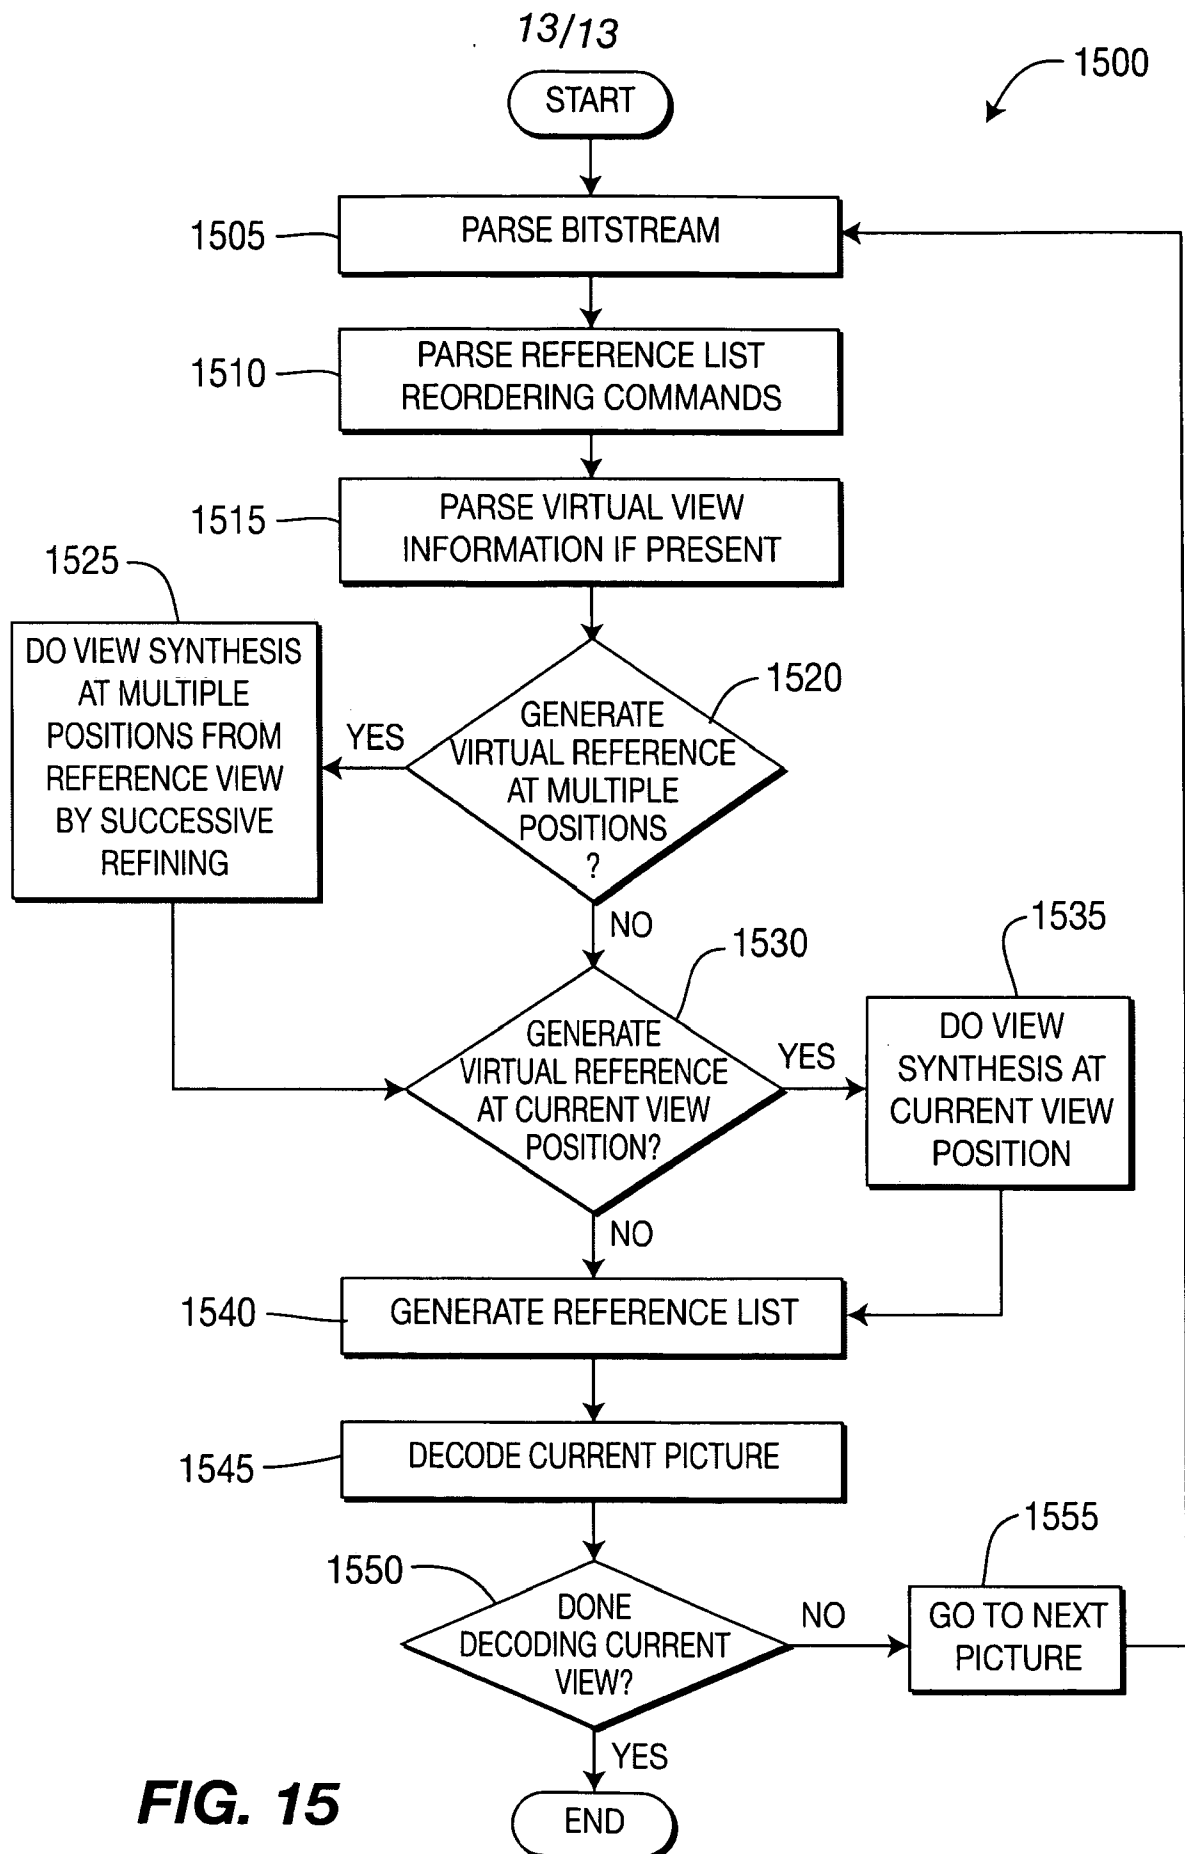 13/13
1500
START
1505
PARSE BITSTREAM
1510
PARSE REFERENCE LIST
REORDERING COMMANDS
1515
PARSE VIRTUAL VIEW
INFORMATION IF PRESENT
1525
DO VIEW SYNTHESIS
AT MULTIPLE
POSITIONS FROM
REFERENCE VIEW
BY SUCCESSIVE
REFINING
YES
1520
GENERATE
VIRTUAL REFERENCE
AT MULTIPLE
POSITIONS
?
NO
1530
GENERATE
VIRTUAL REFERENCE
AT CURRENT VIEW
POSITION?
YES
1535
DO VIEW
SYNTHESIS AT
CURRENT VIEW
POSITION
NO
1540
GENERATE REFERENCE LIST
1545
DECODE CURRENT PICTURE
1550
DONE
DECODING CURRENT
VIEW?
NO
1555
GO TO NEXT
PICTURE
YES
END
FIG. 15